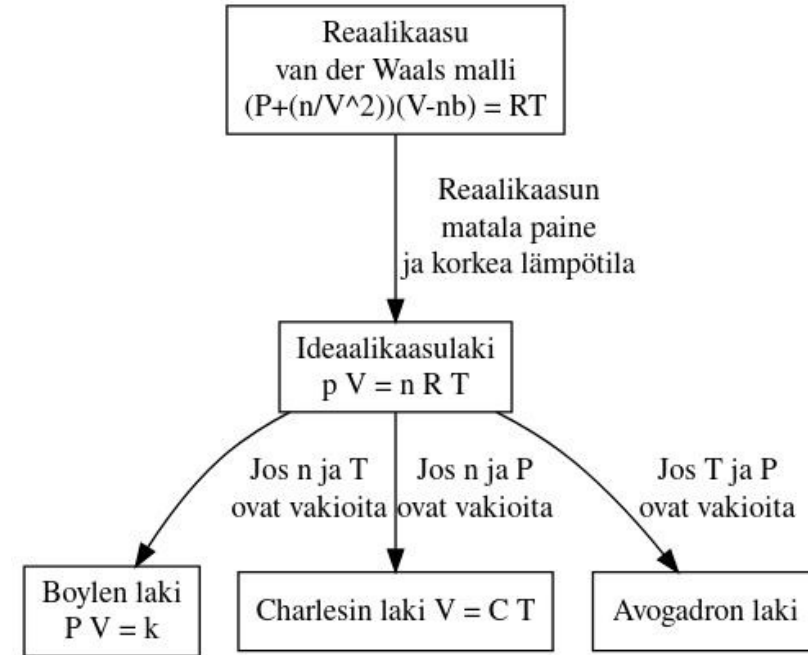 Reaalikaasu
van der Waals malli
(P+(n/V^2))(V-nb) = RT
Reaalikaasun
matala paine
ja korkea lämpötila
Ideaalikaasulaki
p V = n R T
Jos n ja T
ovat vakioita
Jos n ja P
ovat vakioita
Jos T ja P
ovat vakioita
Boylen laki
P V = k
Charlesin laki V = C T
Avogadron laki